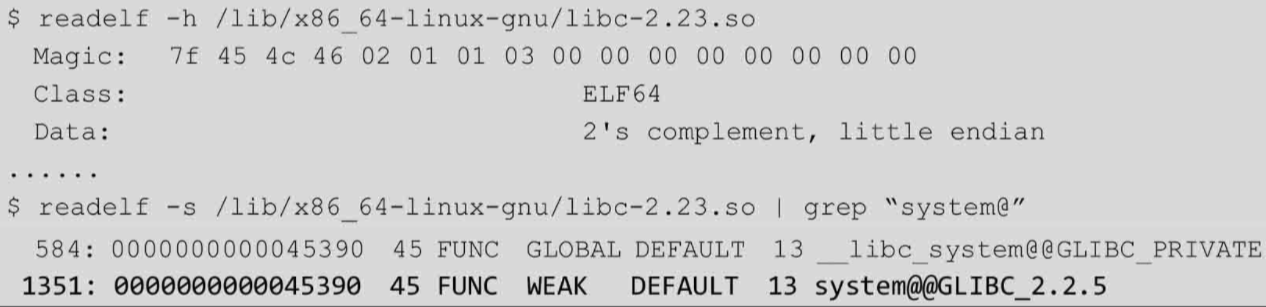 $ readelf -h /lib/x86_64-linux-gnu/libc-2.23.so
Magic: 7f 45 4c 46 02 01 01 03 00 00 00 00 00 00 00 00
Class: ELF64
Data: 2's complement, little endian
......
$ readelf -s /lib/x86_64-linux-gnu/libc-2.23.so | grep “system@”
584: 0000000000045390 45 FUNC GLOBAL DEFAULT 13 __libc_system@@GLIBC_PRIVATE
1351: 0000000000045390 45 FUNC WEAK DEFAULT 13 system@@GLIBC_2.2.5